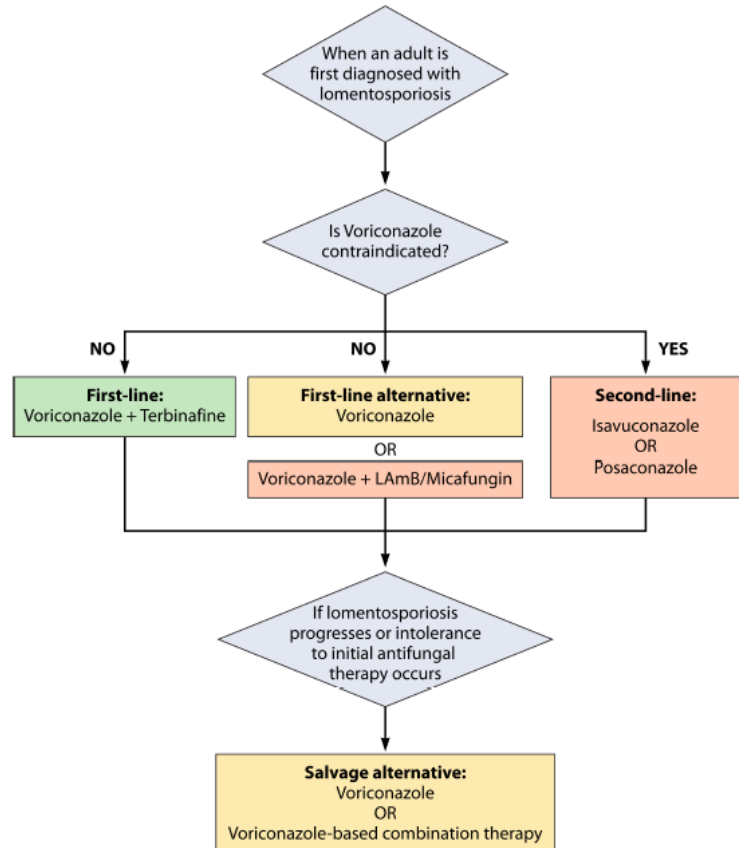 When an adult is
first diagnosed with
lomentosporiosis
Is Voriconazole
contraindicated?
NO
NO
YES
First-line:
Voriconazole + Terbinafine
First-line alternative:
Voriconazole
OR
Voriconazole + LAmB/Micafungin
Second-line:
Isavuconazole
OR
Posaconazole
If lomentosporiosis
progresses or intolerance
to initial antifungal
therapy occurs
Salvage alternative:
Voriconazole
OR
Voriconazole-based combination therapy